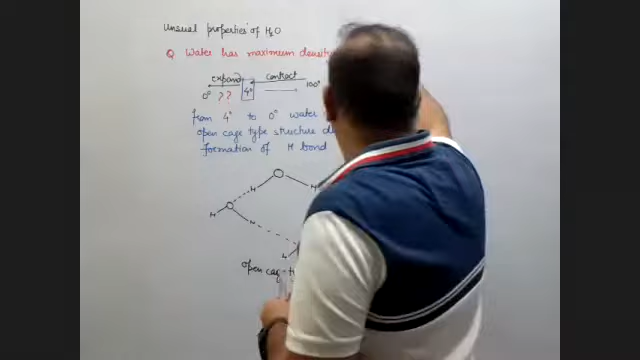 Unsual properties of H₂O
Q Water has maximum densit
expand contract
0° ?? 4° 100°
from 4° to 0° water
open cage type structure d
formation of H bond
H H
H H
H
open cage-t